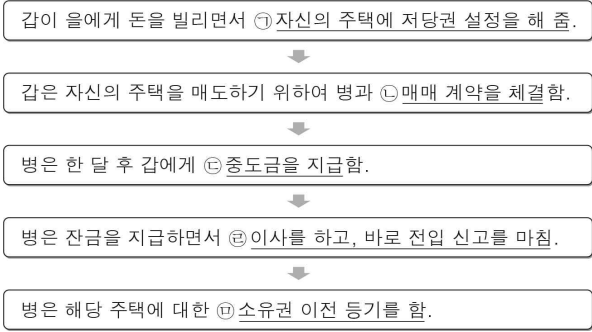 갑이 을에게 돈을 빌리면서 ㉠자신의 주택에 저당권 설정을 해 줌.
갑은 자신의 주택을 매도하기 위하여 병과 ㉡매매 계약을 체결함.
병은 한 달 후 갑에게 ㉢중도금을 지급함.
병은 잔금을 지급하면서 ㉣이사를 하고, 바로 전입 신고를 마침.
병은 해당 주택에 대한 ㉤소유권 이전 등기를 함.